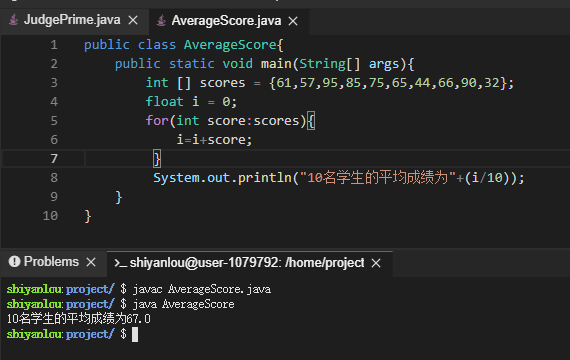 JudgePrime.java AverageScore.java
1 public class AverageScore{
2 public static void main(String[] args){
3 int [] scores = {61,57,95,85,75,65,44,66,90,32};
4 float i = 0;
5 for(int score:scores){
6 i=i+score;
7 }
8 System.out.println("10名学生的平均成绩为"+(i/10));
9 }
10 }
Problems shiyanlou@user-1079792: /home/project
shiyanlou:project/ $ javac AverageScore.java
shiyanlou:project/ $ java AverageScore
10名学生的平均成绩为67.0
shiyanlou:project/ $